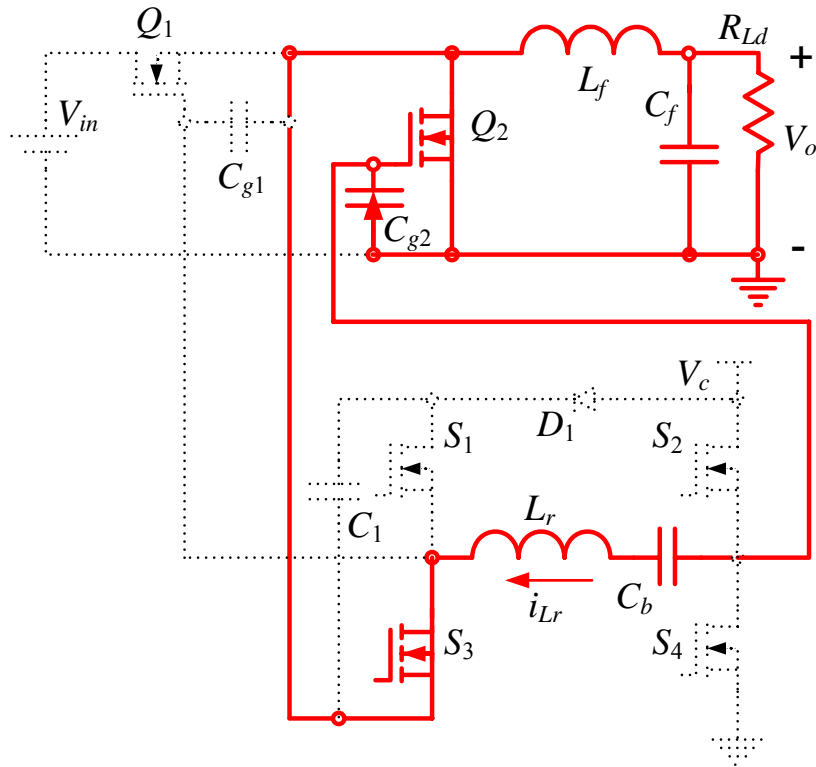 Q1
RLd
+
Lf
Cf
Vin
Q2
Vo
Cg1
Cg2
-
Vc
D1
S1
S2
Lr
C1
iLr
Cb
S3
S4